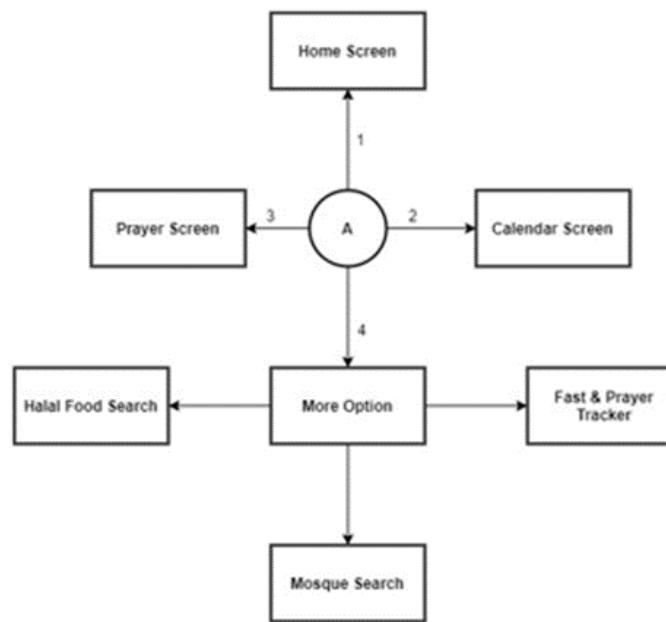 Home Screen
1
Prayer Screen
3
A
2
Calendar Screen
4
Halal Food Search
More Option
Fast & Prayer
Tracker
Mosque Search